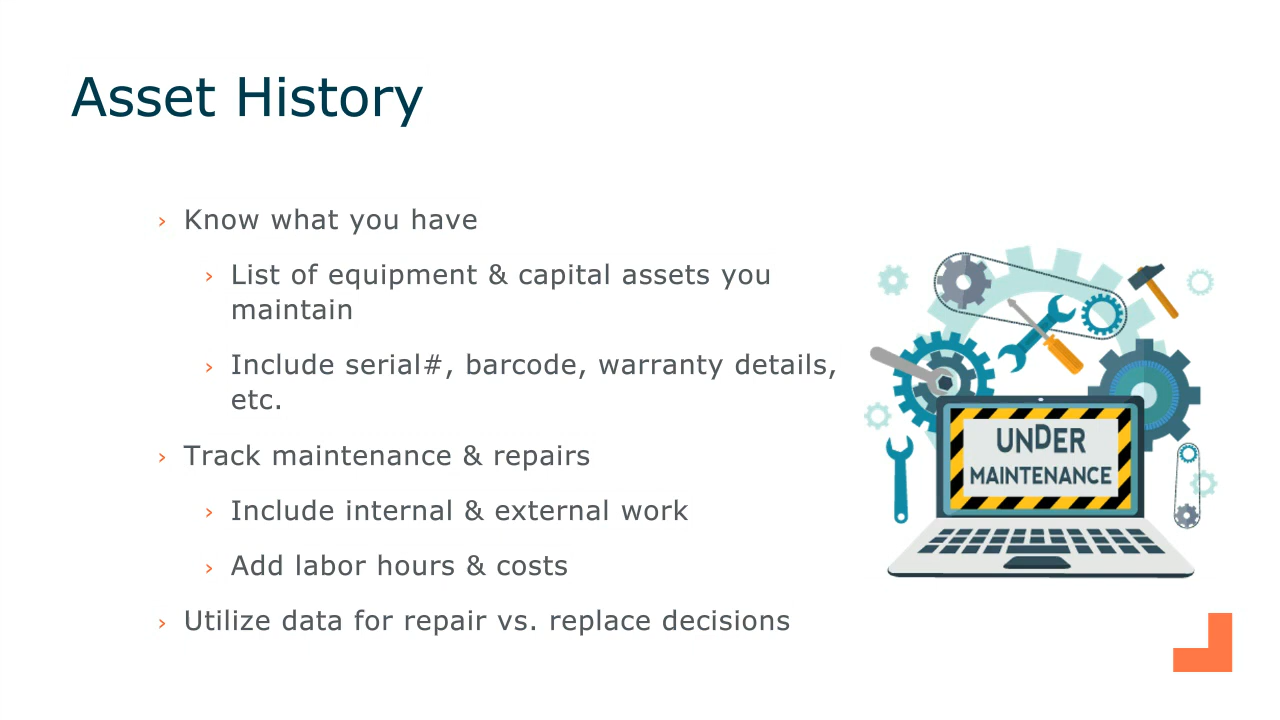 Asset History
› Know what you have
› List of equipment & capital assets you
maintain
› Include serial#, barcode, warranty details,
etc.
› Track maintenance & repairs
› Include internal & external work
› Add labor hours & costs
› Utilize data for repair vs. replace decisions
UNDER
MAINTENANCE